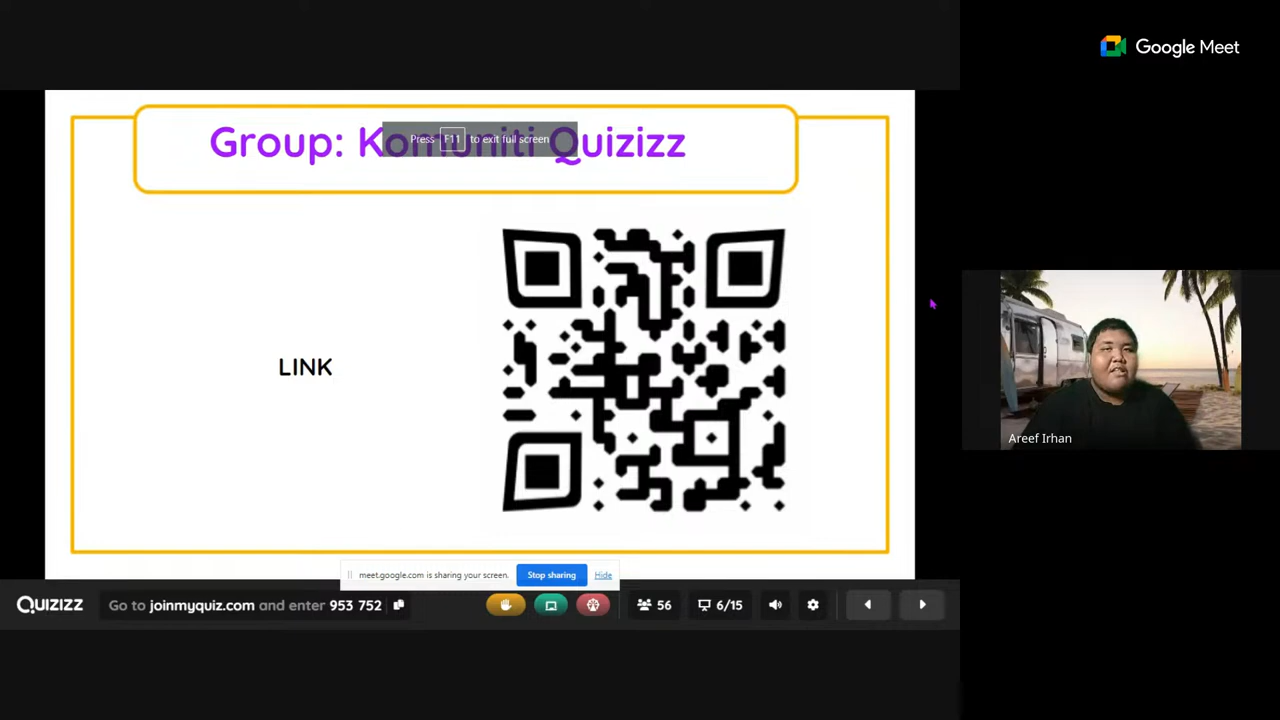 Google Meet
Group: Komuniti Quizizz
Press F11 to exit full screen
LINK
Areef Irhan
meet.google.com is sharing your screen. Stop sharing Hide
QUIZIZZ Go to joinmyquiz.com and enter 953 752 56 6/15